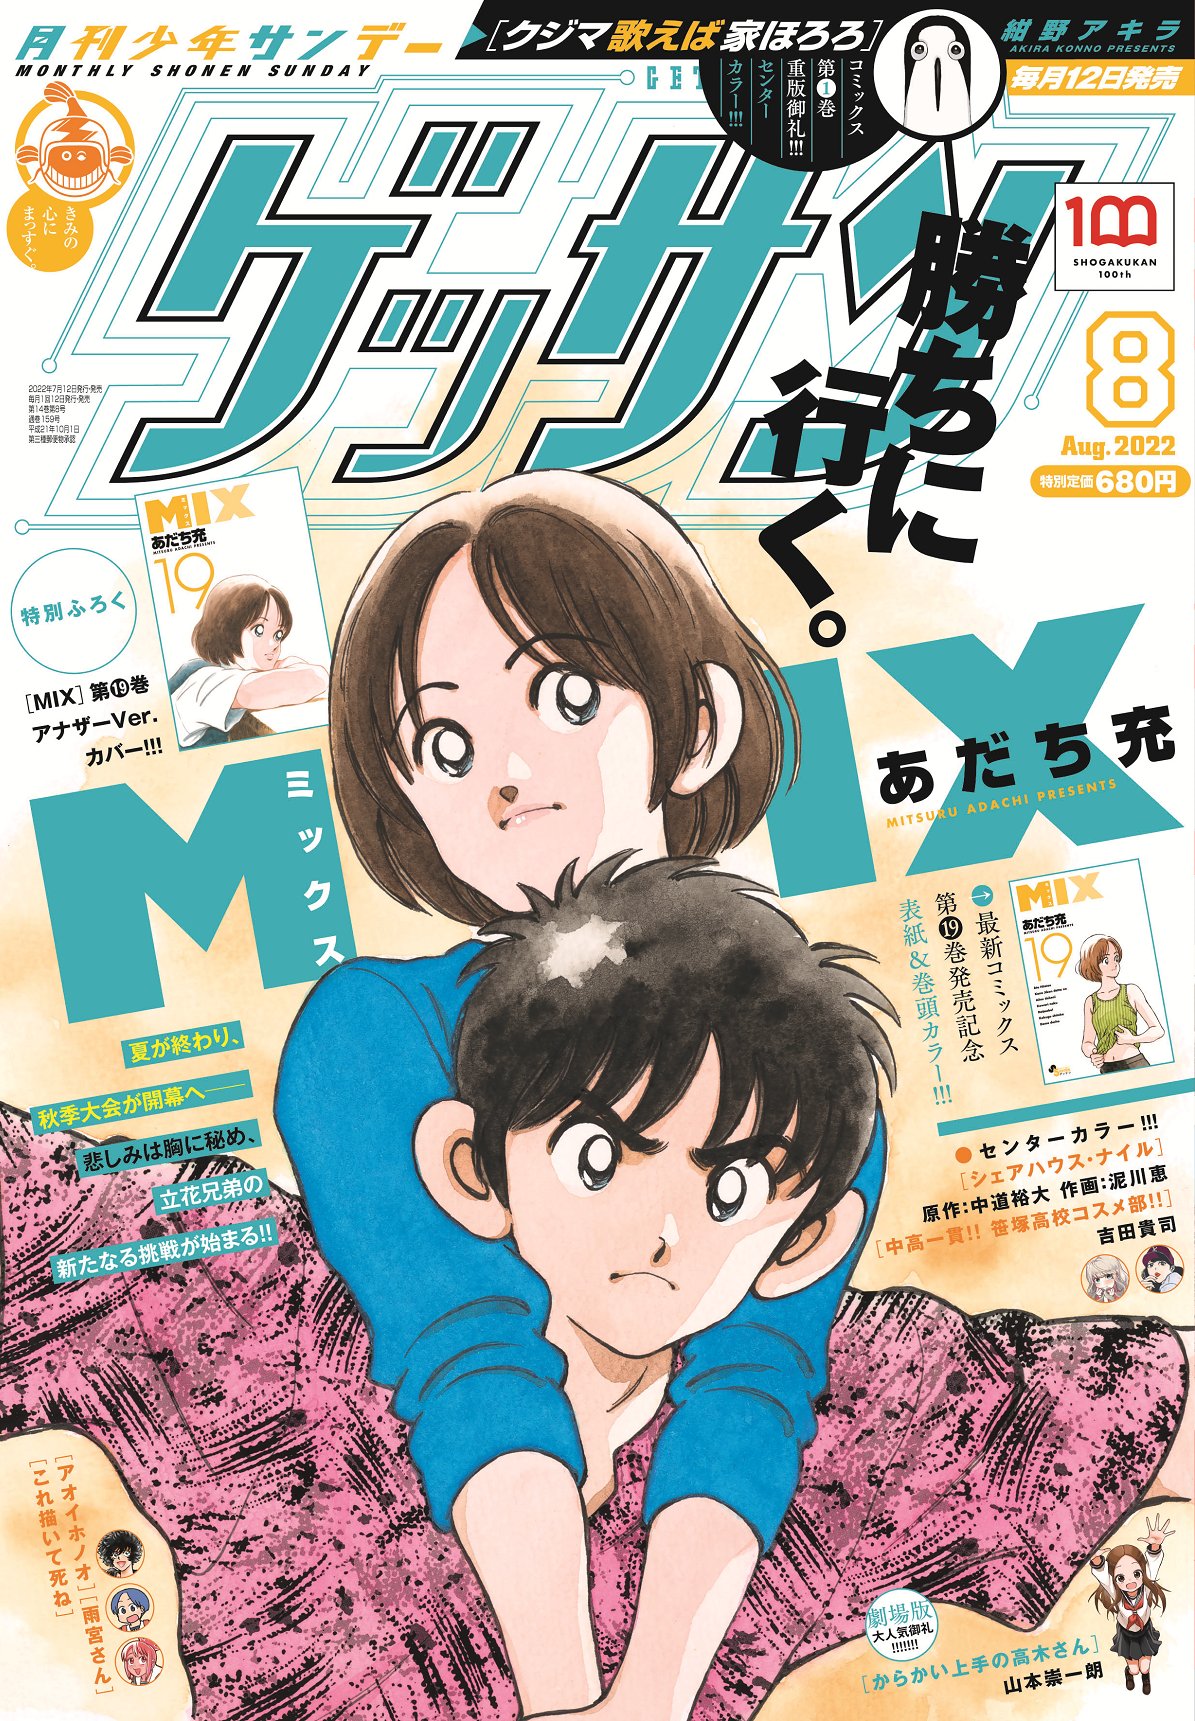 月刊少年サンデー
MONTHLY SHONEN SUNDAY
[クジマ歌えば家ほろろ]
紺野アキラ
AKIRA KONNO PRESENTS
毎月12日発売
コミックス
第1巻
重版御礼!!!
センター
カラー!!!
GE
ゲッサン
きみの
心に
まっすぐ。
100
SHOGAKUKAN
100th
8
Aug.2022
特別定価680円
2022年7月12日発行・発売
毎月1回12日発行・発売
第14巻第8号
通巻159号
平成21年10月1日
第三種郵便物承認
勝ちに
行く。
特別ふろく
[MIX]第⓳巻
アナザーVer.
カバー!!!
MIX
ミックス
あだち充
MITSURU ADACHI PRESENTS
19
MIX
ミックス
あだち充
MITSURU ADACHI PRESENTS
→最新コミックス
第⓳巻発売記念
表紙&巻頭カラー!!!
MIX
あだち充
19
夏が終わり、
秋季大会が開幕へ──
悲しみは胸に秘め、
立花兄弟の
新たなる挑戦が始まる!!
●センターカラー!!!
[シェアハウス・ナイル]
原作:中道裕大 作画:泥川恵
[中高一貫!! 笹塚高校コスメ部!!]
吉田貴司
[アオイホノオ][雨宮さん]
[これ描いて死ね]
劇場版
大人気御礼
!!!!!!!
[からかい上手の高木さん]
山本崇一朗